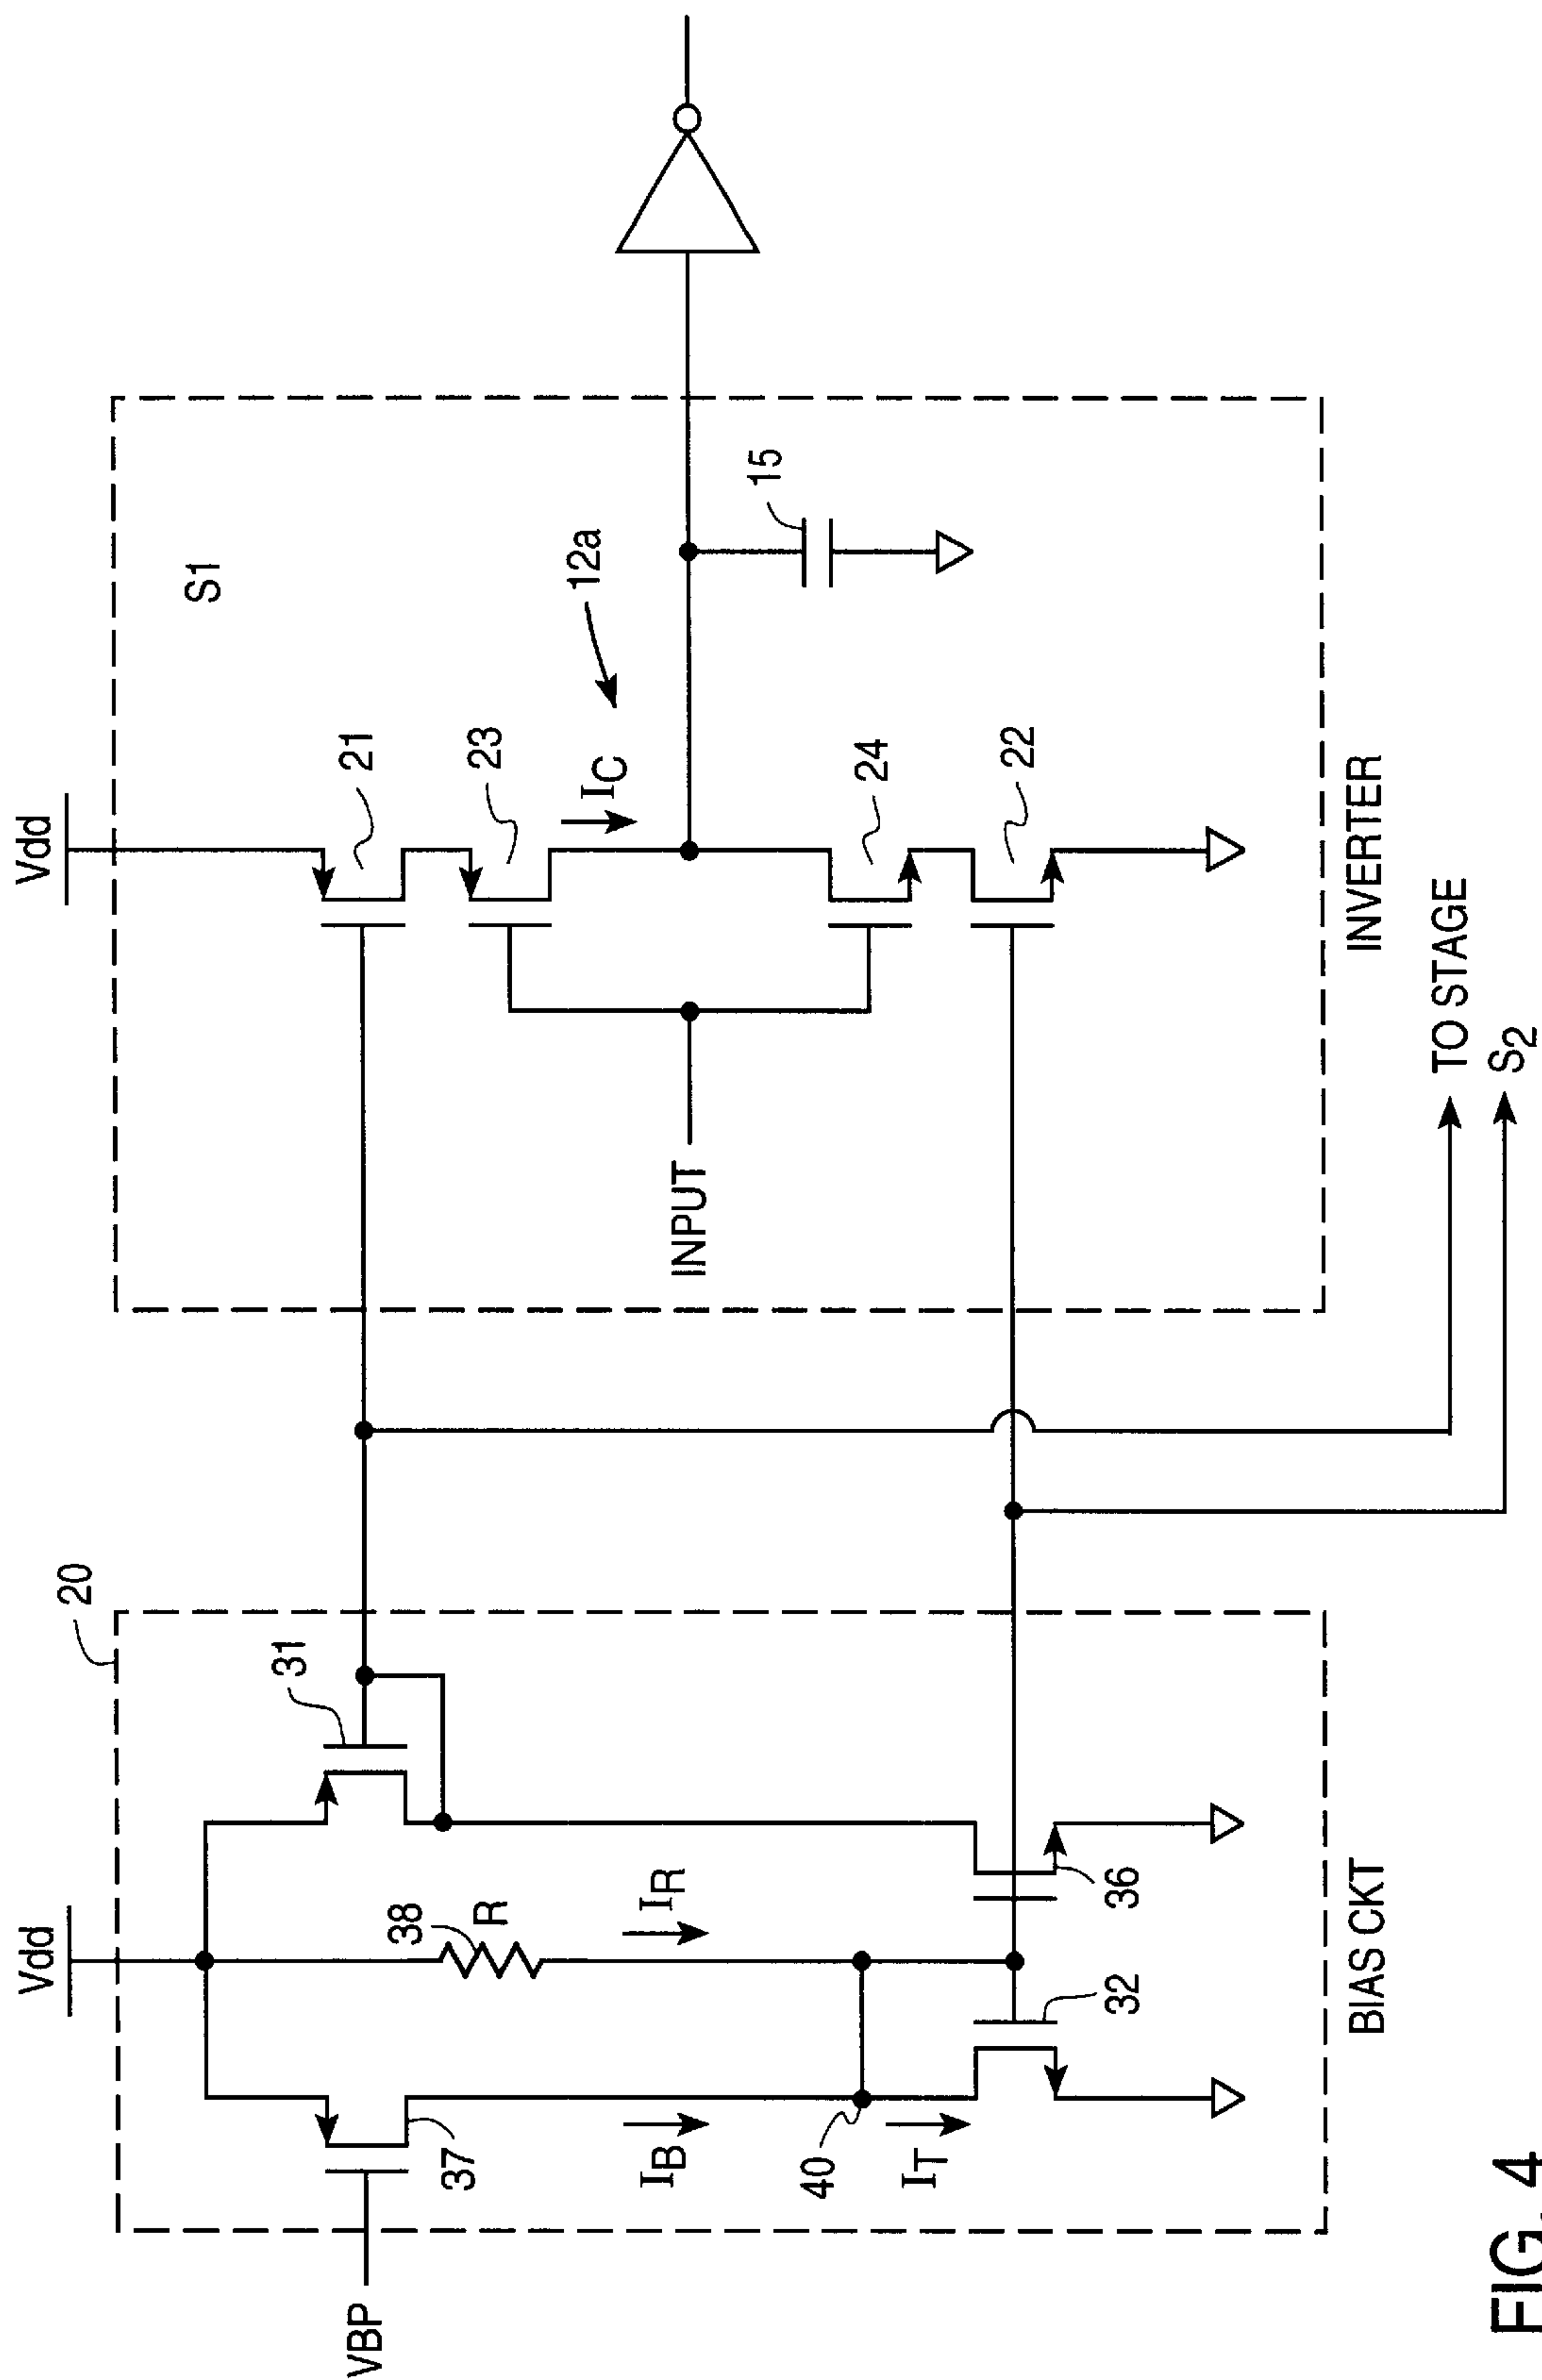 Vdd
Vdd
20
S1
VBP
37
38
R
31
21
23
IB
IR
IC
12a
15
INPUT
40
IT
24
32
36
22
BIAS CKT
INVERTER
TO STAGE
S2
FIG. 4